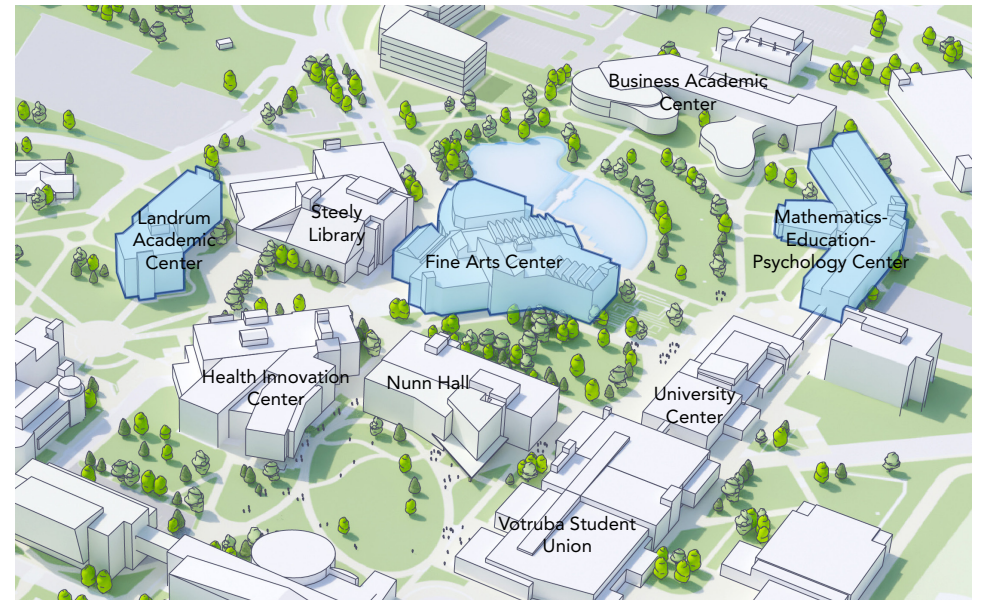 Business Academic
Center
Landrum
Academic
Center
Steely
Library
Fine Arts Center
Mathematics-
Education-
Psychology Center
Health Innovation
Center
Nunn Hall
University
Center
Votruba Student
Union